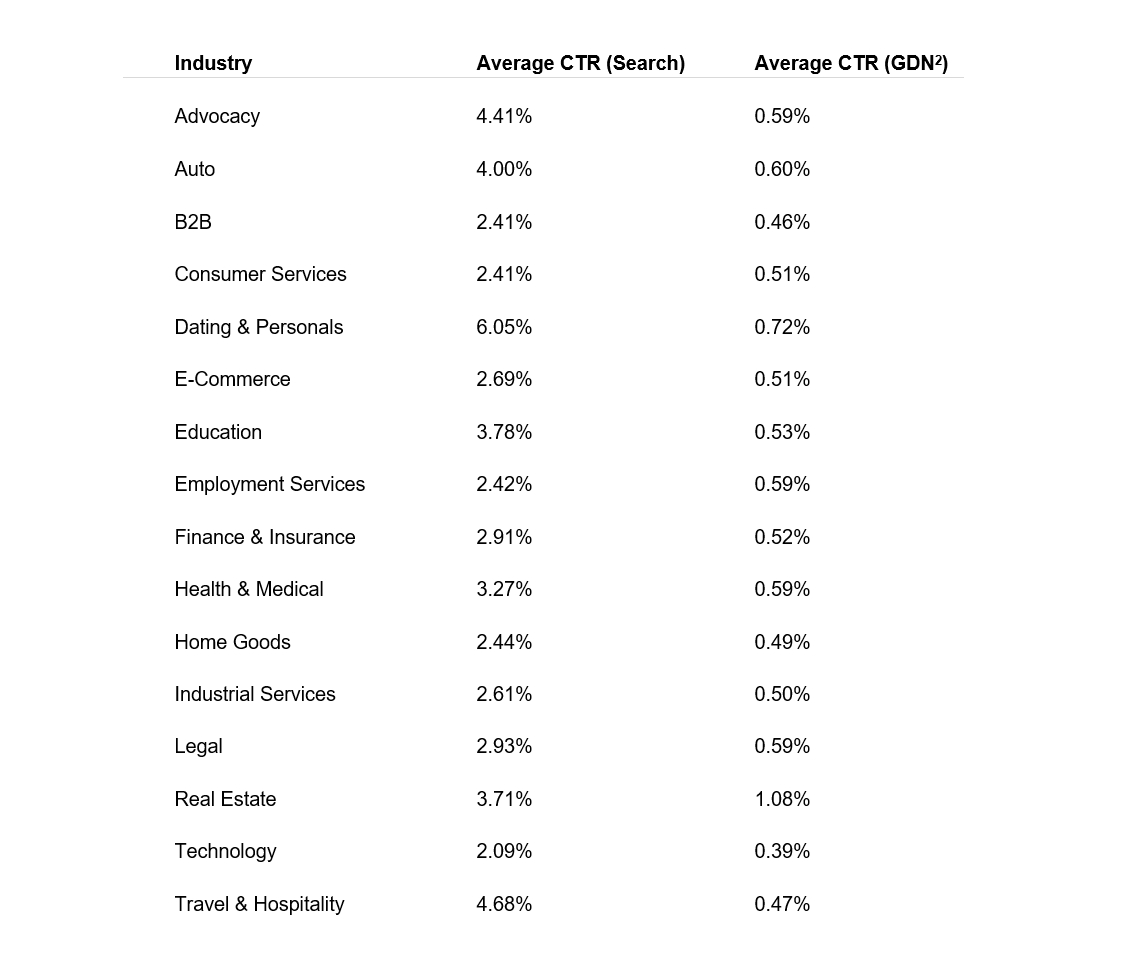 Industry Average CTR (Search) Average CTR (GDN²)
Advocacy 4.41% 0.59%
Auto 4.00% 0.60%
B2B 2.41% 0.46%
Consumer Services 2.41% 0.51%
Dating & Personals 6.05% 0.72%
E-Commerce 2.69% 0.51%
Education 3.78% 0.53%
Employment Services 2.42% 0.59%
Finance & Insurance 2.91% 0.52%
Health & Medical 3.27% 0.59%
Home Goods 2.44% 0.49%
Industrial Services 2.61% 0.50%
Legal 2.93% 0.59%
Real Estate 3.71% 1.08%
Technology 2.09% 0.39%
Travel & Hospitality 4.68% 0.47%